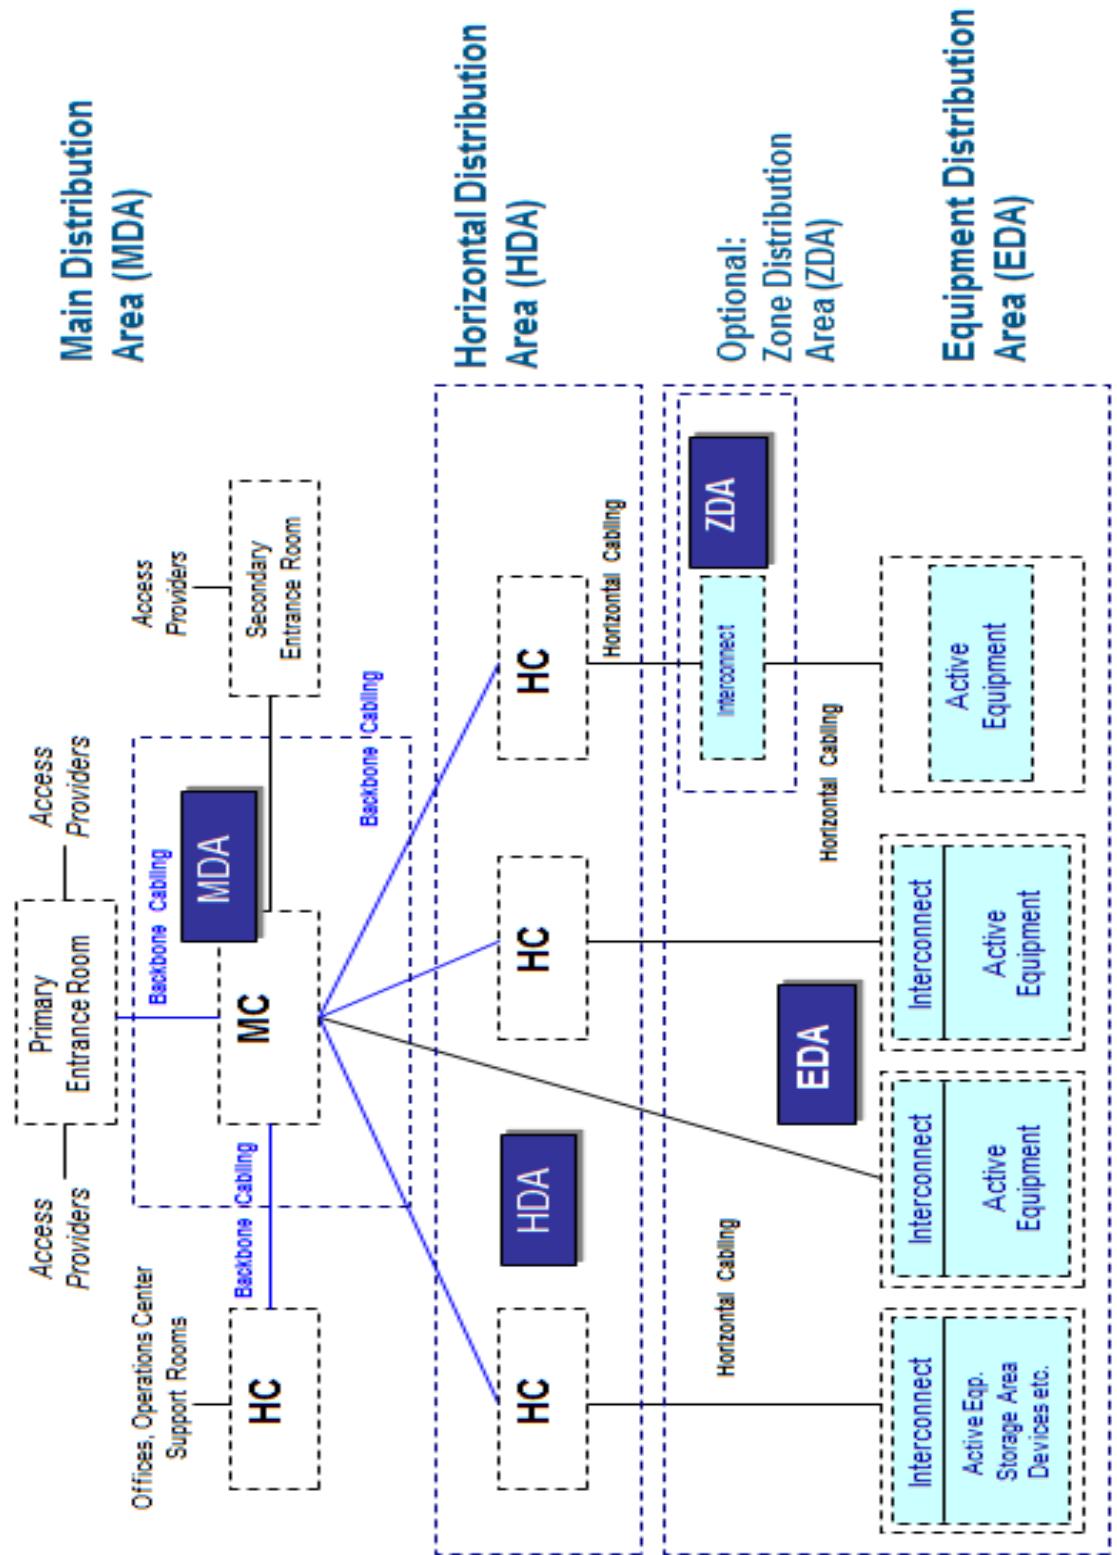 Access
Providers
Primary
Entrance Room
Access
Providers
Main Distribution
Area (MDA)
Offices, Operations Center
Support Rooms
Backbone Cabling
MDA
Access
Providers
HC
Backbone Cabling
MC
Secondary
Entrance Room
Backbone Cabling
Horizontal Distribution
Area (HDA)
HC
HDA
HC
HC
Horizontal Cabling
Optional:
Zone Distribution
Area (ZDA)
Interconnect
ZDA
Horizontal Cabling
EDA
Horizontal Cabling
Equipment Distribution
Area (EDA)
Interconnect
Active Eqp.
Storage Area
Devices etc.
Interconnect
Active
Equipment
Interconnect
Active
Equipment
Active
Equipment